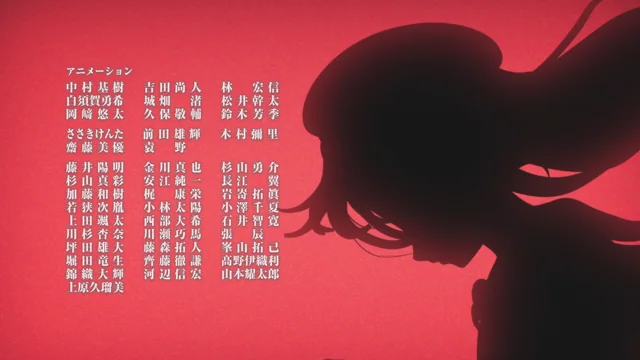 アニメーション
中村基樹 吉田尚人 林宏信
白須賀勇希 城畑渚 松井幹太
岡﨑悠太 久保敬輔 鈴木芳季
ささきけんた 前田雄輝 木村彌里
齋藤美優 袁野
藤井陽明 金川真也 杉山勇介
杉山真彩 安江純一 長江翼
加藤和樹 梶康栄 岩嵜拓眞
若狭次胤 小林太陽 小澤千夏
上田颯太 西部大希 石井智寛
川杉杏奈 川瀬巧馬 張辰
坪田雄大 藤森拓人 峯山拓己
堀田竜生 齊藤徹謙 高野伊織利
錦織大輝 河辺信宏 山本耀太郎
上原久瑠美